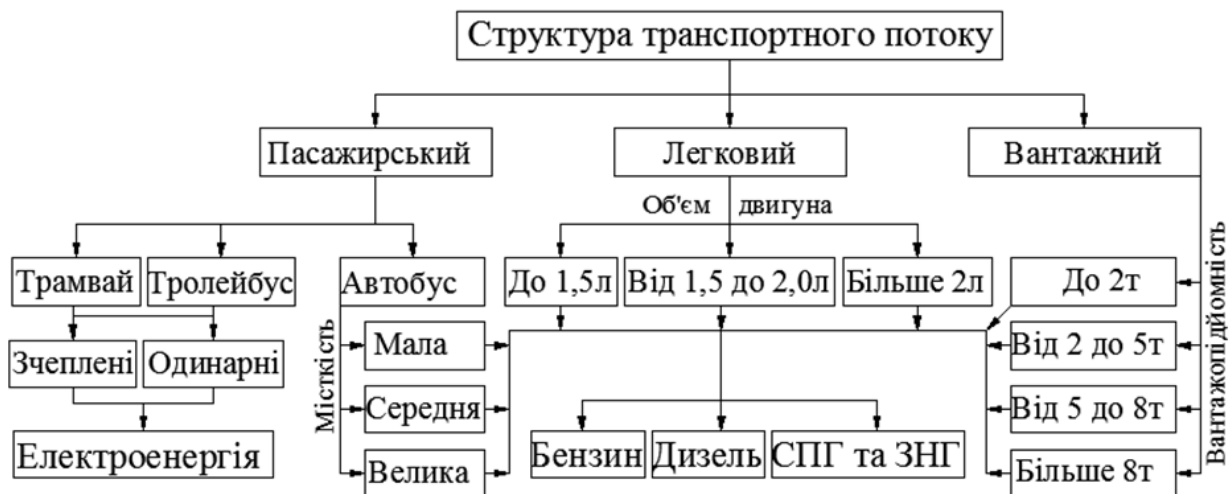 Структура транспортного потоку
Пасажирський
Легковий
Вантажний
Об'єм двигуна
Трамвай
Тролейбус
Автобус
До 1,5л
Від 1,5 до 2,0л
Більше 2л
До 2т
Зчеплені
Одинарні
Місткість
Мала
Від 2 до 5т
Вантажопідйомність
Середня
Від 5 до 8т
Електроенергія
Велика
Бензин
Дизель
СПГ та ЗНГ
Більше 8т